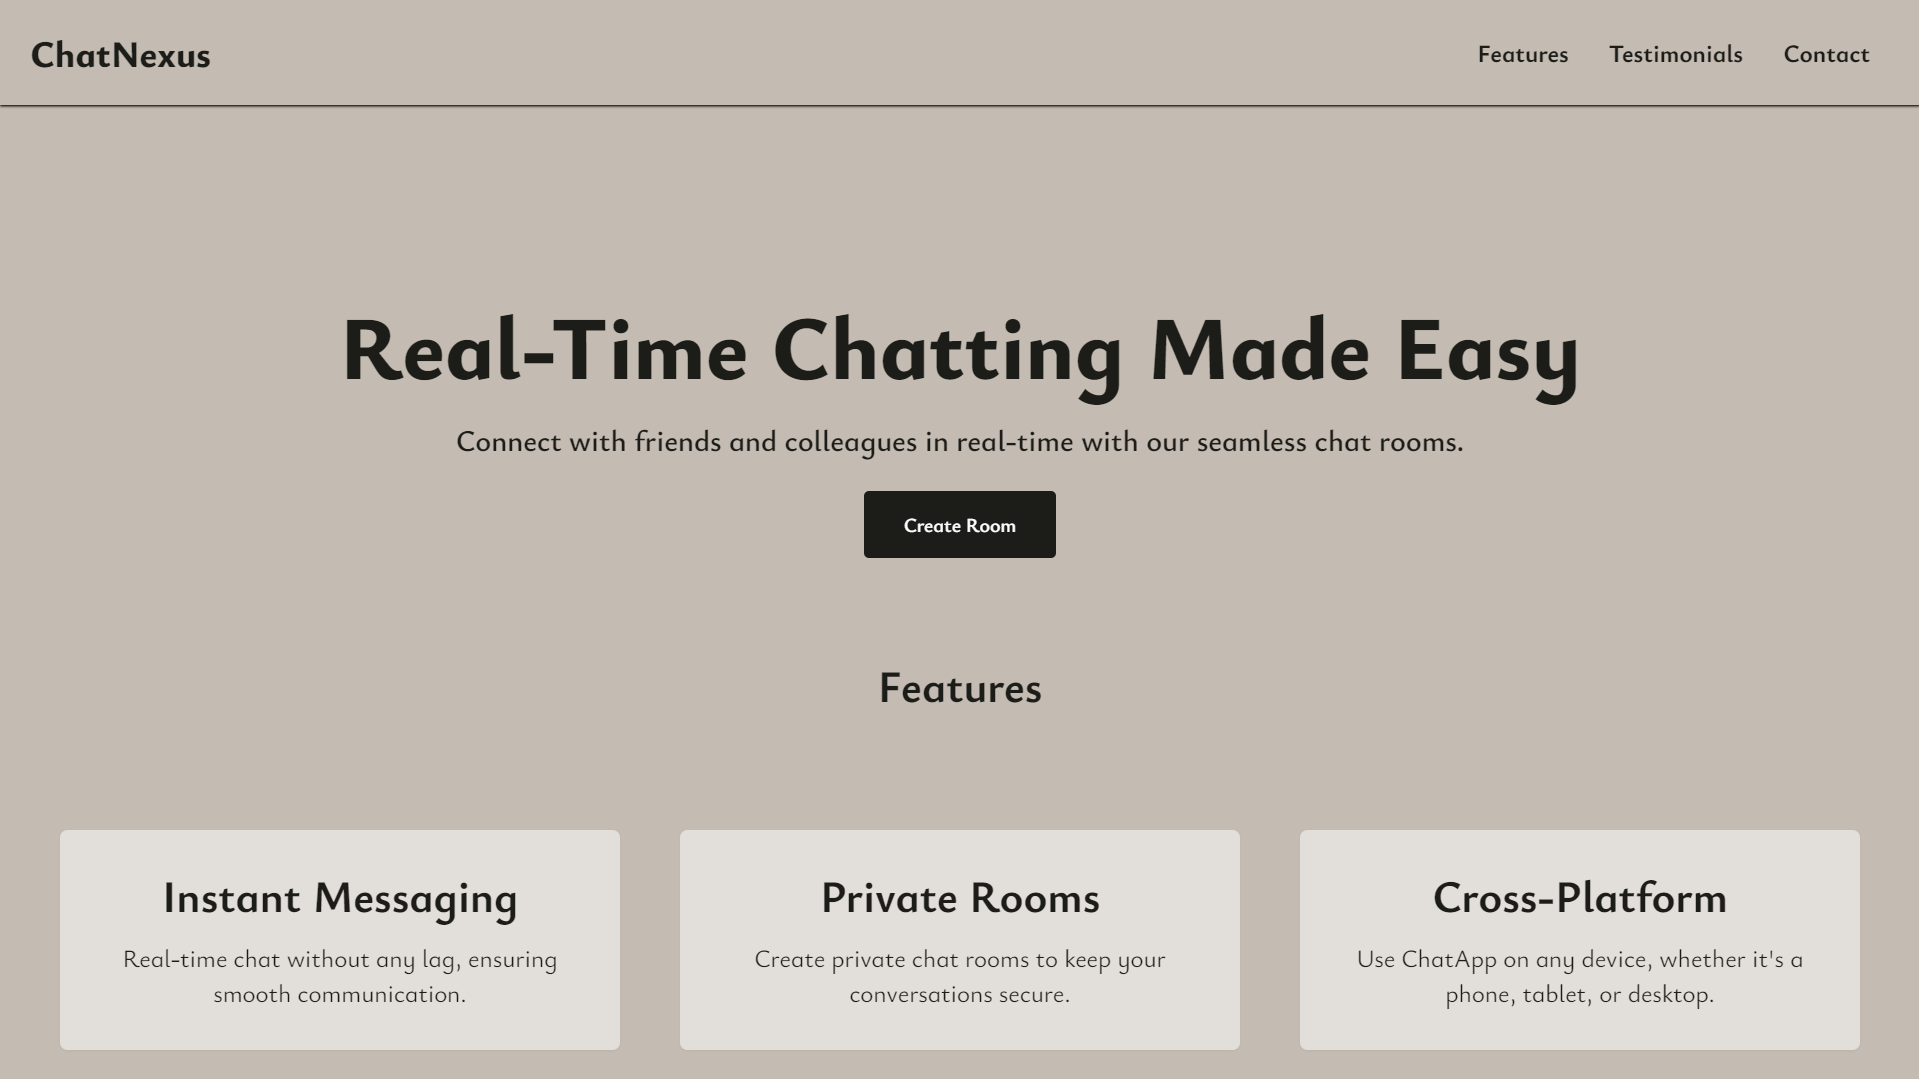 ChatNexus
Features
Testimonials
Contact
Real-Time Chatting Made Easy
Connect with friends and colleagues in real-time with our seamless chat rooms.
Create Room
Features
Instant Messaging
Real-time chat without any lag, ensuring
smooth communication.
Private Rooms
Create private chat rooms to keep your
conversations secure.
Cross-Platform
Use ChatApp on any device, whether it's a
phone, tablet, or desktop.